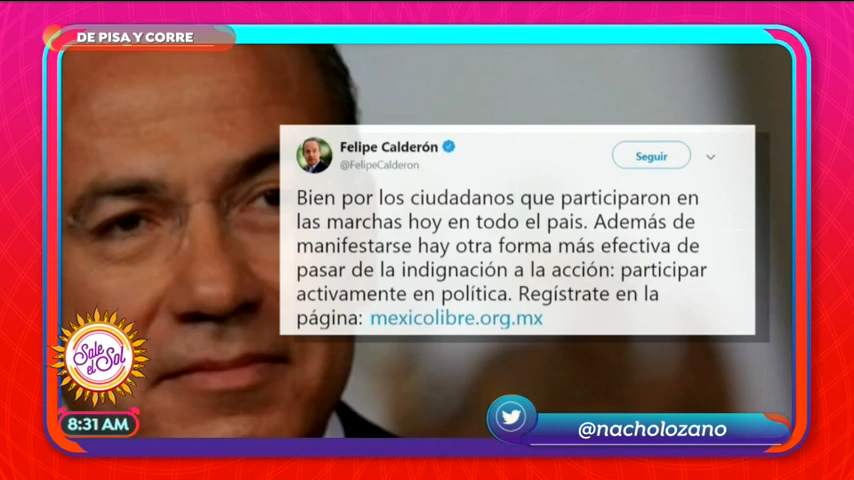 DE PISA Y CORRE
Felipe Calderón
@FelipeCalderon
Seguir
Bien por los ciudadanos que participaron en
las marchas hoy en todo el pais. Además de
manifestarse hay otra forma más efectiva de
pasar de la indignación a la acción: participar
activamente en política. Regístrate en la
página: mexicolibre.org.mx
Sale
el Sol
8:31 AM
@nacholozano